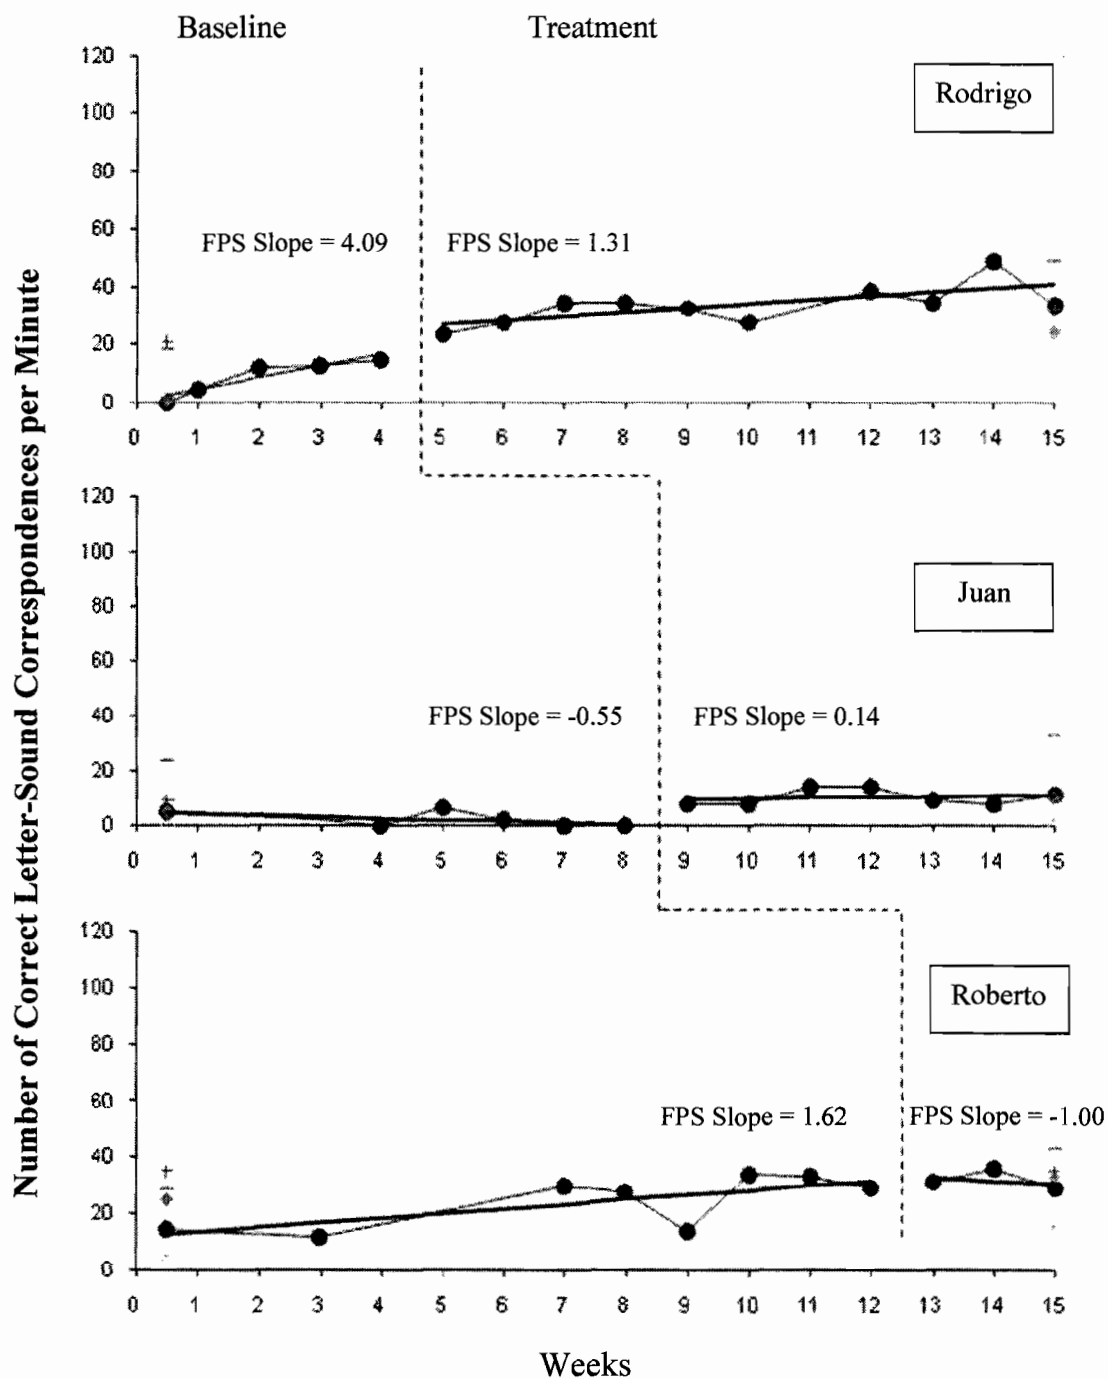 Baseline Treatment
Number of Correct Letter-Sound Correspondences per Minute
120
100
80
60
40
20
0
Rodrigo
FPS Slope = 4.09 FPS Slope = 1.31
0 1 2 3 4 5 6 7 8 9 10 11 12 13 14 15
120
100
80
60
40
20
0
Juan
FPS Slope = -0.55 FPS Slope = 0.14
0 1 2 3 4 5 6 7 8 9 10 11 12 13 14 15
120
100
80
60
40
20
0
Roberto
FPS Slope = 1.62 FPS Slope = -1.00
0 1 2 3 4 5 6 7 8 9 10 11 12 13 14 15
Weeks